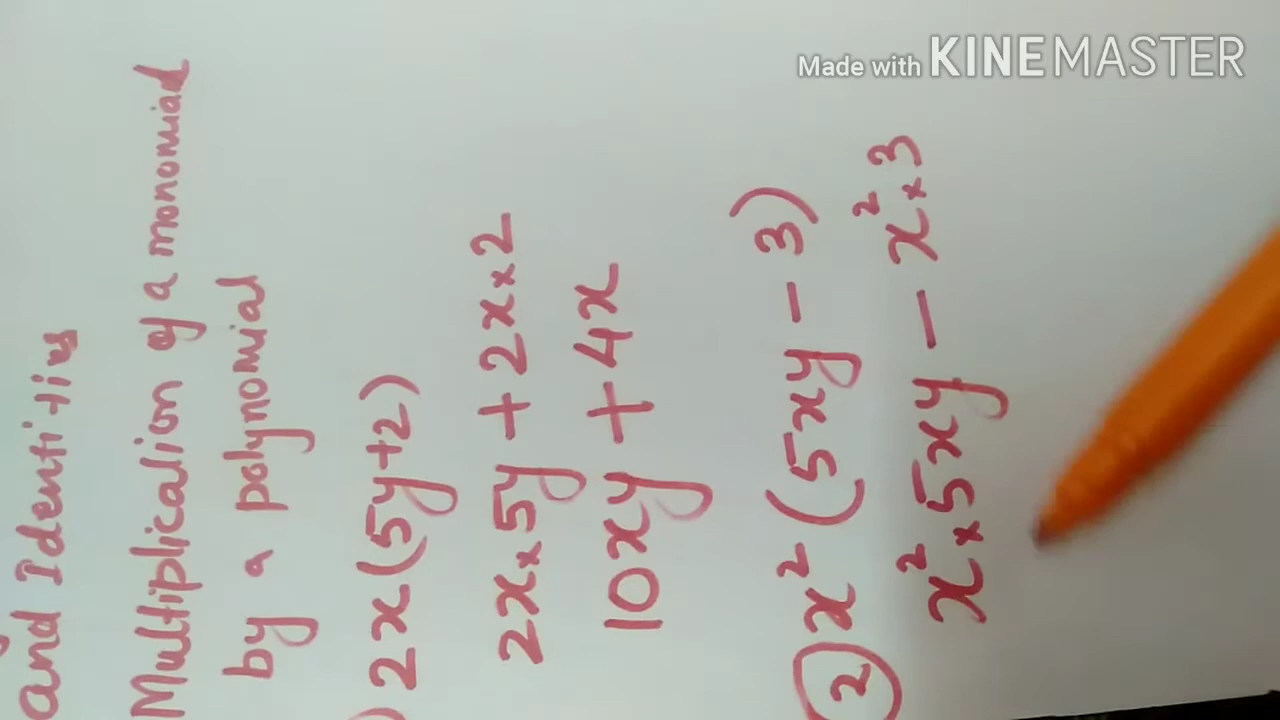 Made with KINEMASTER
and Identities
Multiplication of a monomial
by a polynomial
) 2x(5y+2)
2x × 5y + 2x × 2
10xy + 4x
② x² (5xy - 3)
x² × 5xy - x² × 3